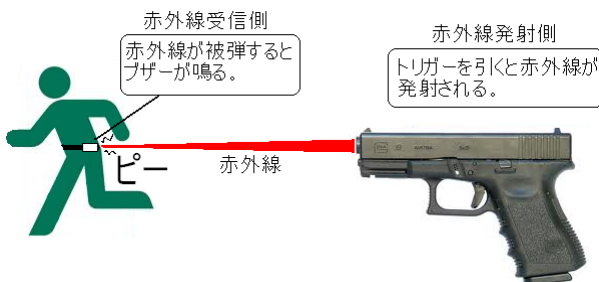 赤外線受信側
赤外線が被弾すると
ブザーが鳴る。
赤外線発射側
トリガーを引くと赤外線が
発射される。
ピー
赤外線